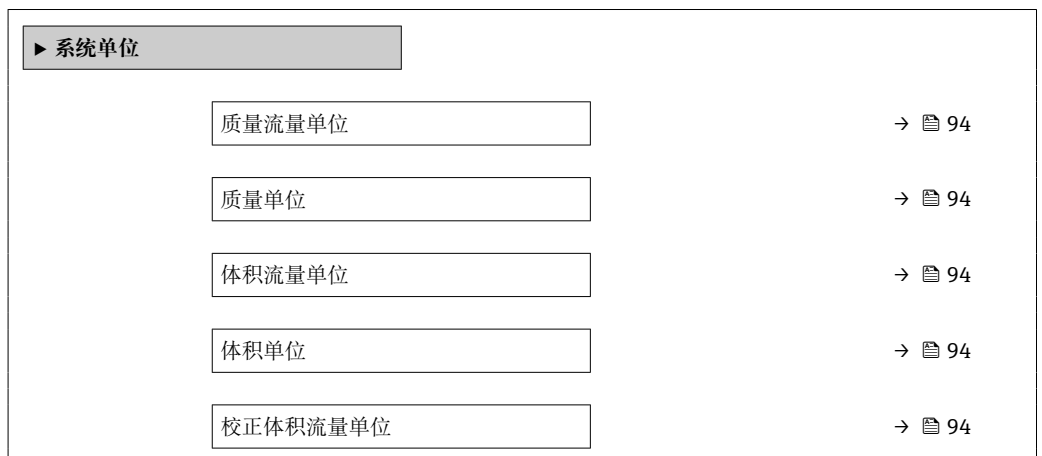 ▶ 系统单位
质量流量单位 → 94
质量单位 → 94
体积流量单位 → 94
体积单位 → 94
校正体积流量单位 → 94